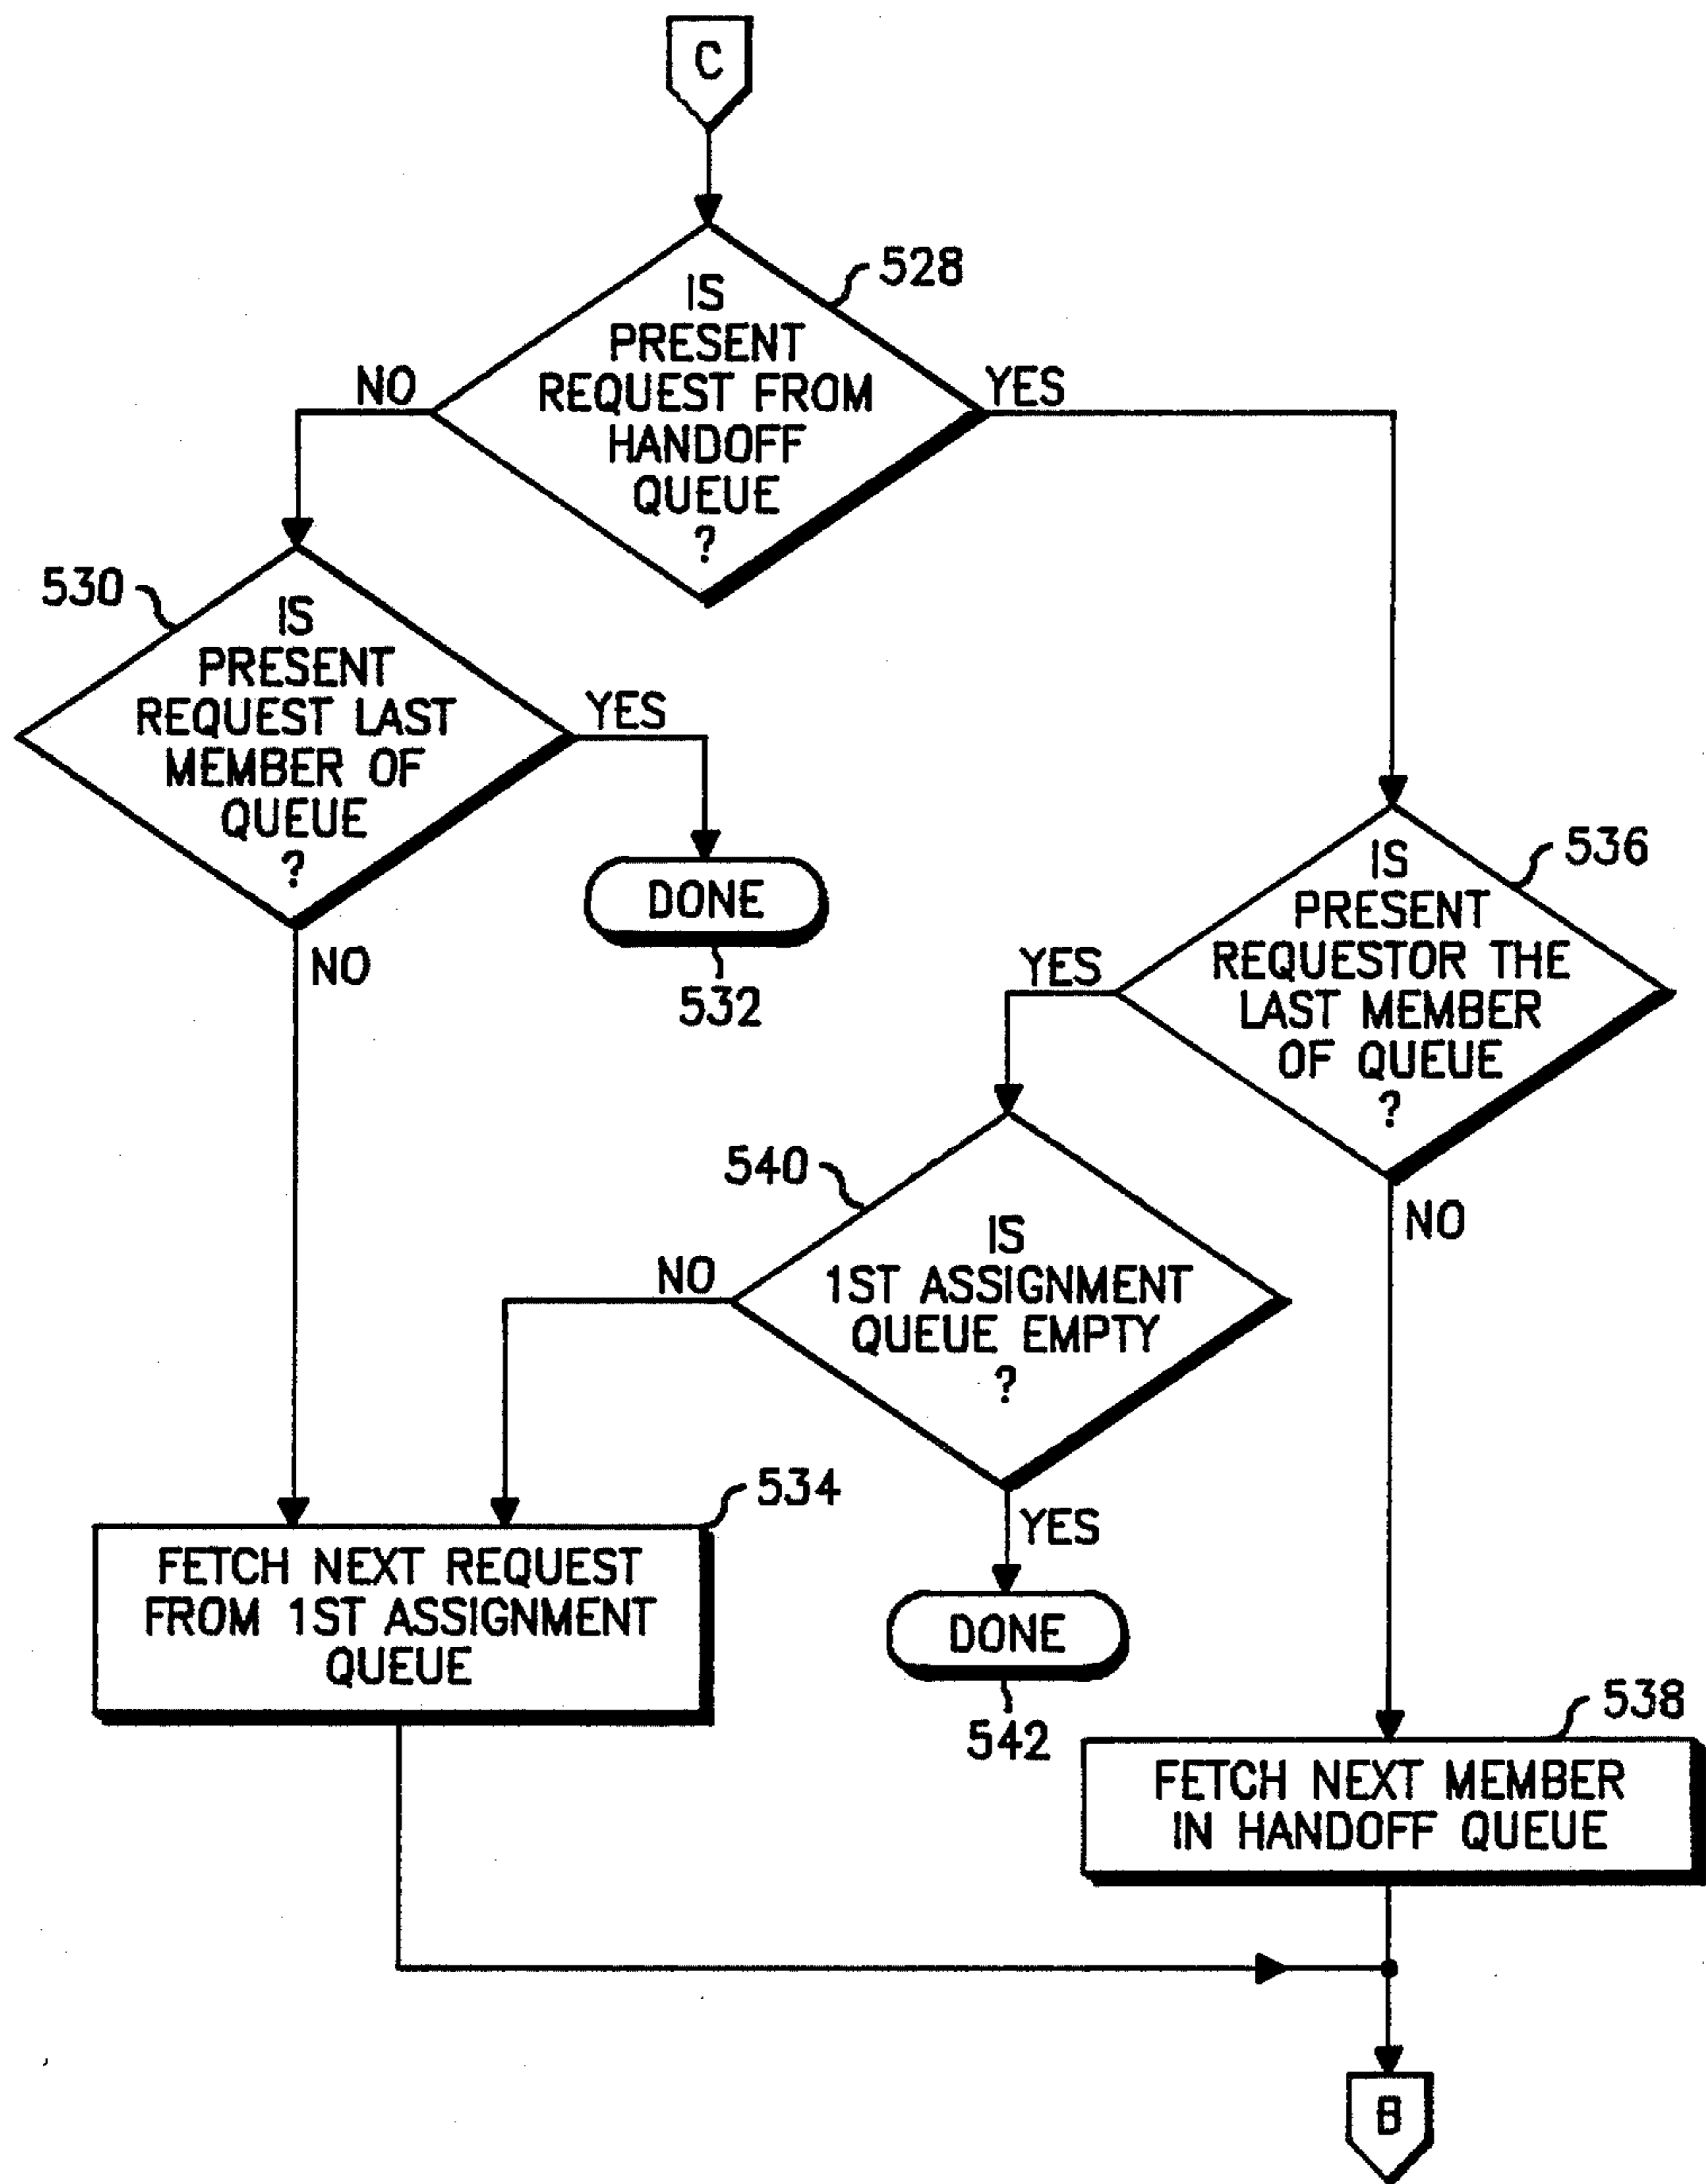 C
528
IS
PRESENT
REQUEST FROM
HANDOFF
QUEUE
?
NO
YES
530
IS
PRESENT
REQUEST LAST
MEMBER OF
QUEUE
?
YES
NO
DONE
532
536
IS
PRESENT
REQUESTOR THE
LAST MEMBER
OF QUEUE
?
YES
NO
540
IS
1ST ASSIGNMENT
QUEUE EMPTY
?
NO
YES
534
FETCH NEXT REQUEST
FROM 1ST ASSIGNMENT
QUEUE
DONE
542
538
FETCH NEXT MEMBER
IN HANDOFF QUEUE
B